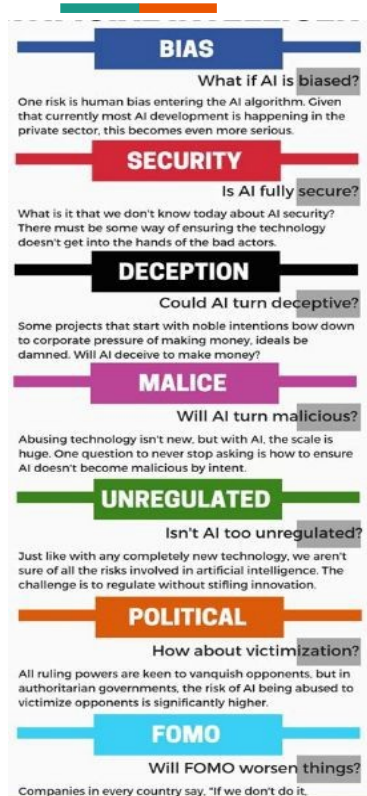 BIAS
What if AI is biased?
One risk is human bias entering the AI algorithm. Given
that currently most AI development is happening in the
private sector, this becomes even more serious.
SECURITY
Is AI fully secure?
What is it that we don't know today about AI security?
There must be some way of ensuring the technology
doesn't get into the hands of the bad actors.
DECEPTION
Could AI turn deceptive?
Some projects that start with noble intentions bow down
to corporate pressure of making money, ideals be
damned. Will AI deceive to make money?
MALICE
Will AI turn malicious?
Abusing technology isn't new, but with AI, the scale is
huge. One question to never stop asking is how to ensure
AI doesn't become malicious by intent.
UNREGULATED
Isn't AI too unregulated?
Just like with any completely new technology, we aren't
sure of all the risks involved in artificial intelligence. The
challenge is to regulate without stifling innovation.
POLITICAL
How about victimization?
All ruling powers are keen to vanquish opponents, but in
authoritarian governments, the risk of AI being abused to
victimize opponents is significantly higher.
FOMO
Will FOMO worsen things?
Companies in every country say, "If we don't do it,